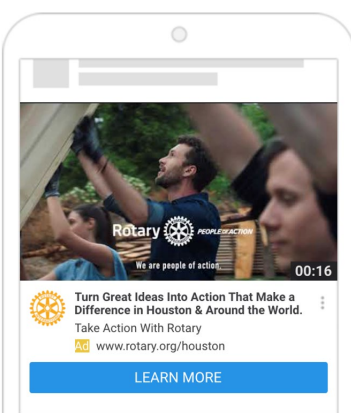 Rotary PEOPLE OF ACTION
We are people of action.
00:16
Turn Great Ideas Into Action That Make a
Difference in Houston & Around the World.
Take Action With Rotary
Ad www.rotary.org/houston
LEARN MORE